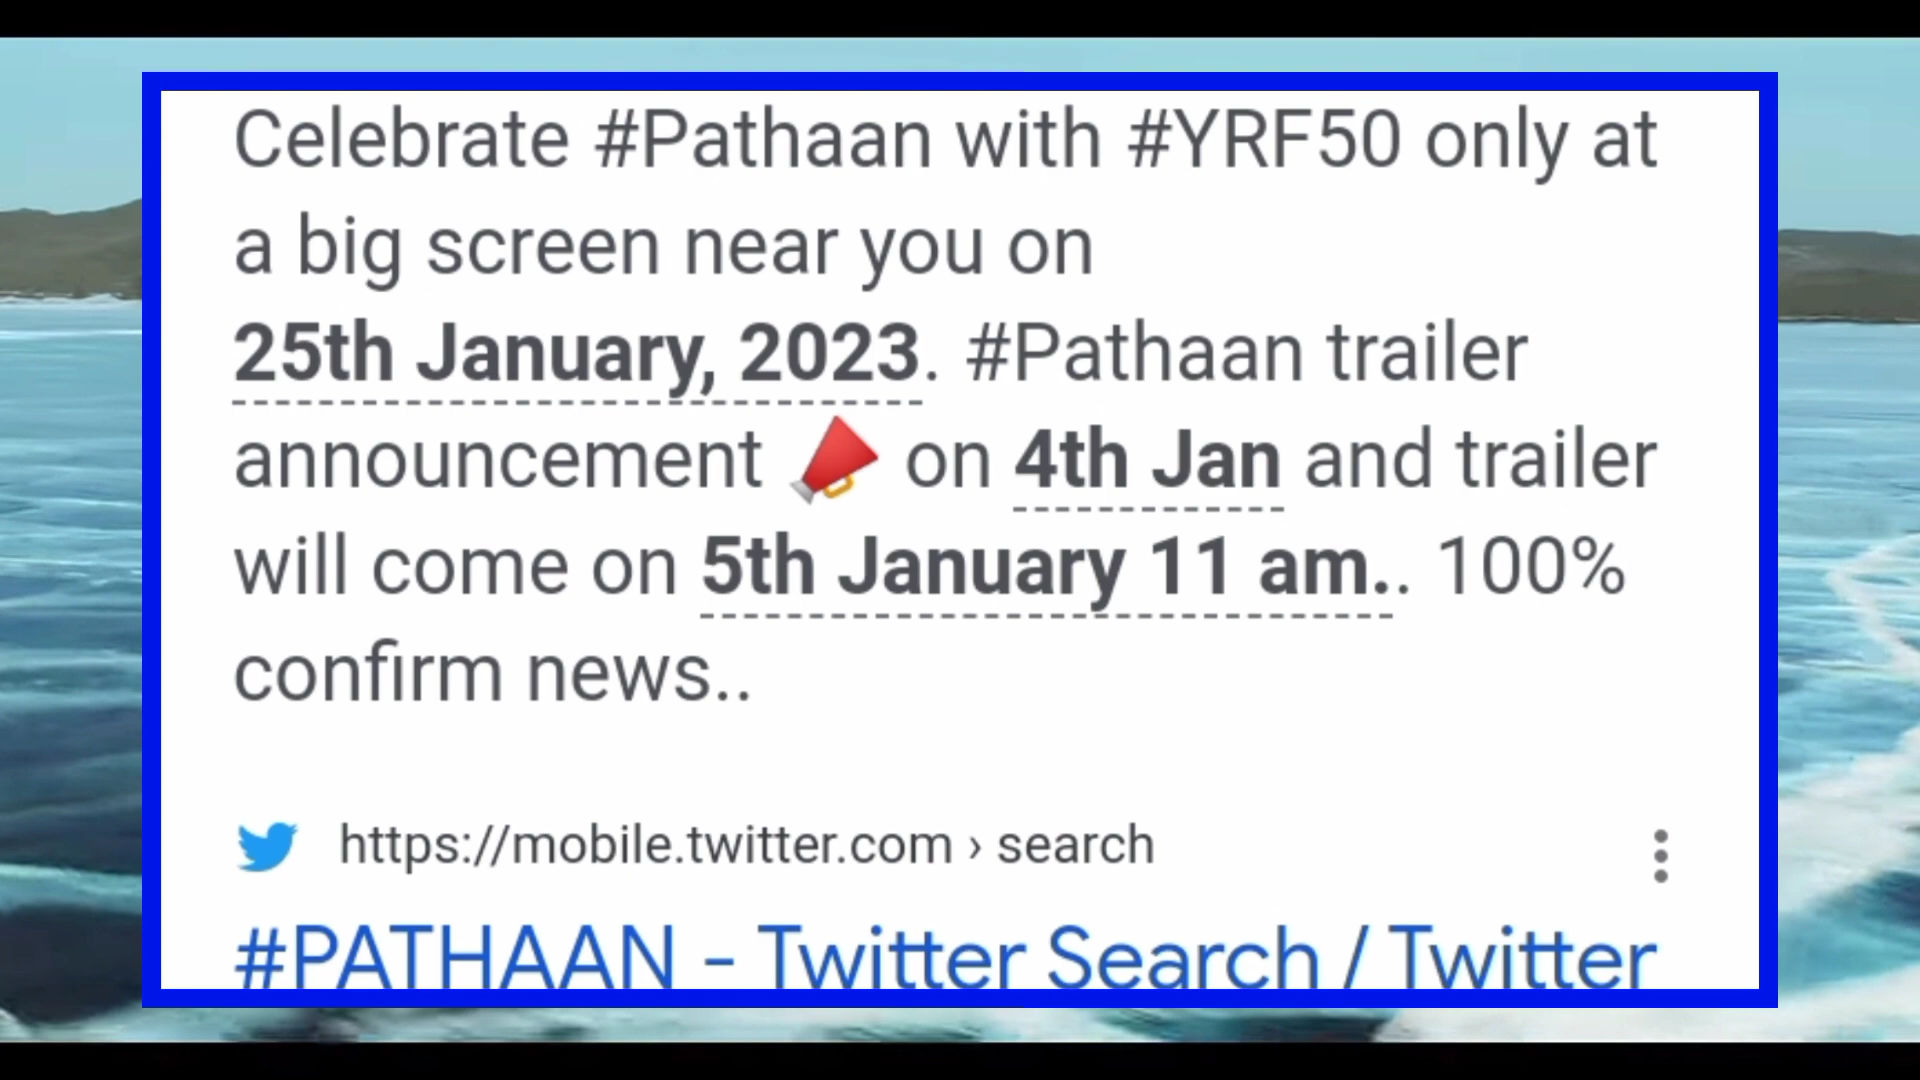 Celebrate #Pathaan with #YRF50 only at
a big screen near you on
25th January, 2023. #Pathaan trailer
announcement 📣 on 4th Jan and trailer
will come on 5th January 11 am.. 100%
confirm news..
https://mobile.twitter.com › search
#PATHAAN - Twitter Search / Twitter